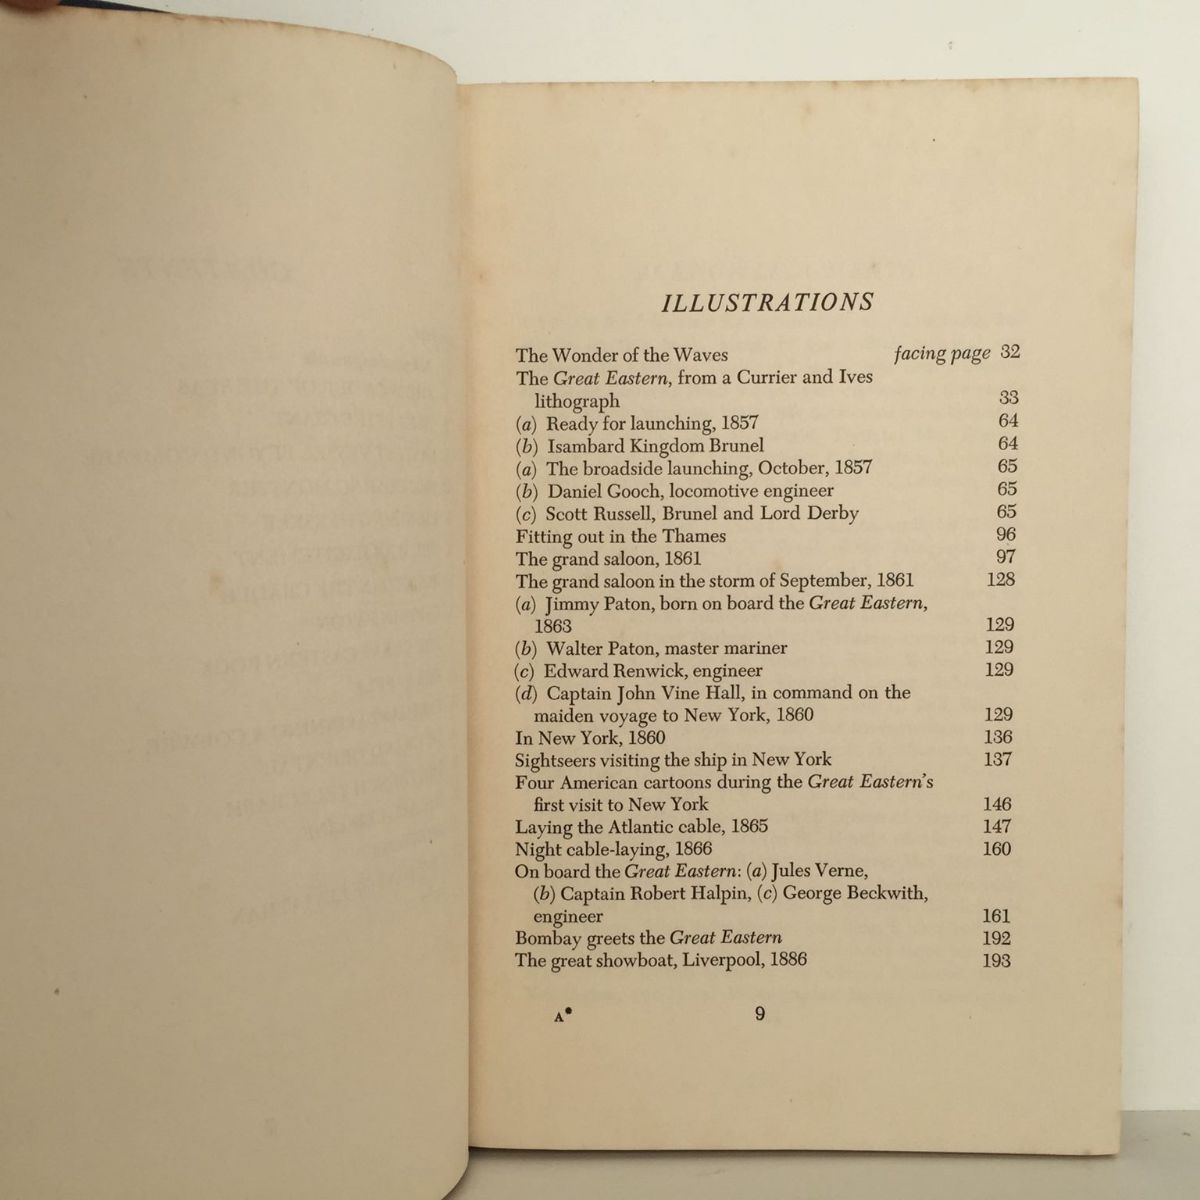 ILLUSTRATIONS
The Wonder of the Waves facing page 32
The Great Eastern, from a Currier and Ives
lithograph 33
(a) Ready for launching, 1857 64
(b) Isambard Kingdom Brunel 64
(a) The broadside launching, October, 1857 65
(b) Daniel Gooch, locomotive engineer 65
(c) Scott Russell, Brunel and Lord Derby 65
Fitting out in the Thames 96
The grand saloon, 1861 97
The grand saloon in the storm of September, 1861 128
(a) Jimmy Paton, born on board the Great Eastern,
1863 129
(b) Walter Paton, master mariner 129
(c) Edward Renwick, engineer 129
(d) Captain John Vine Hall, in command on the
maiden voyage to New York, 1860 129
In New York, 1860 136
Sightseers visiting the ship in New York 137
Four American cartoons during the Great Eastern's
first visit to New York 146
Laying the Atlantic cable, 1865 147
Night cable-laying, 1866 160
On board the Great Eastern: (a) Jules Verne,
(b) Captain Robert Halpin, (c) George Beckwith,
engineer 161
Bombay greets the Great Eastern 192
The great showboat, Liverpool, 1886 193
A* 9